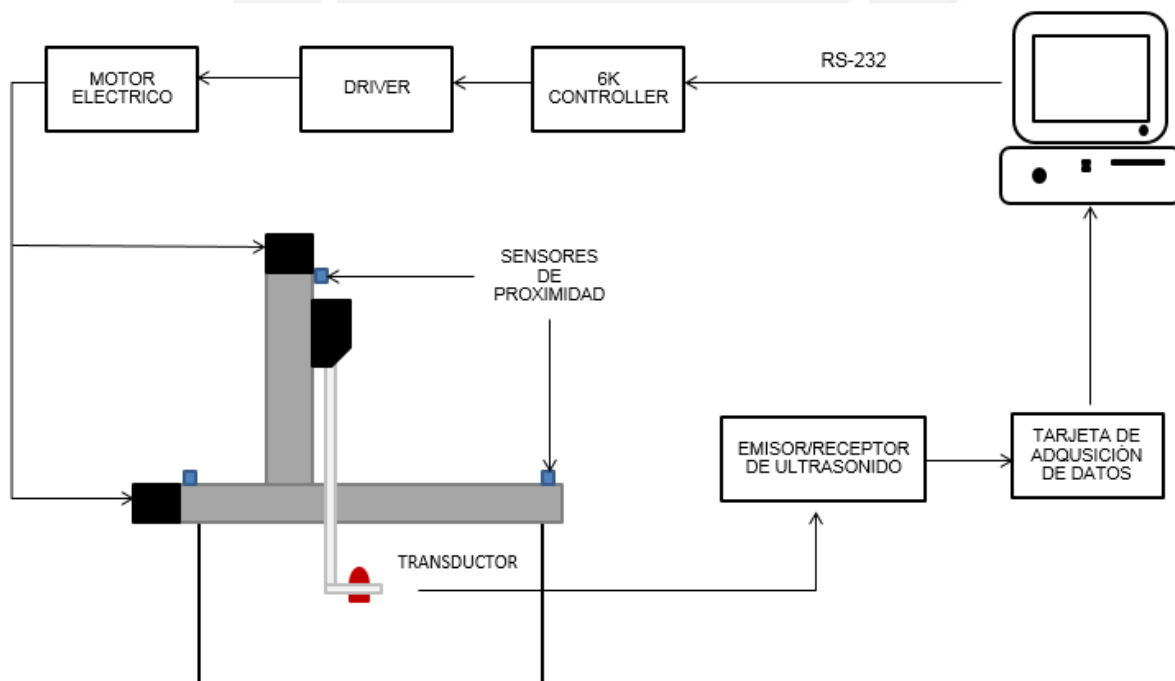 MOTOR
ELECTRICO
DRIVER
6K
CONTROLLER
RS-232
SENSORES
DE
PROXIMIDAD
EMISOR/RECEPTOR
DE ULTRASONIDO
TARJETA DE
ADQUSICIÓN
DE DATOS
TRANSDUCTOR